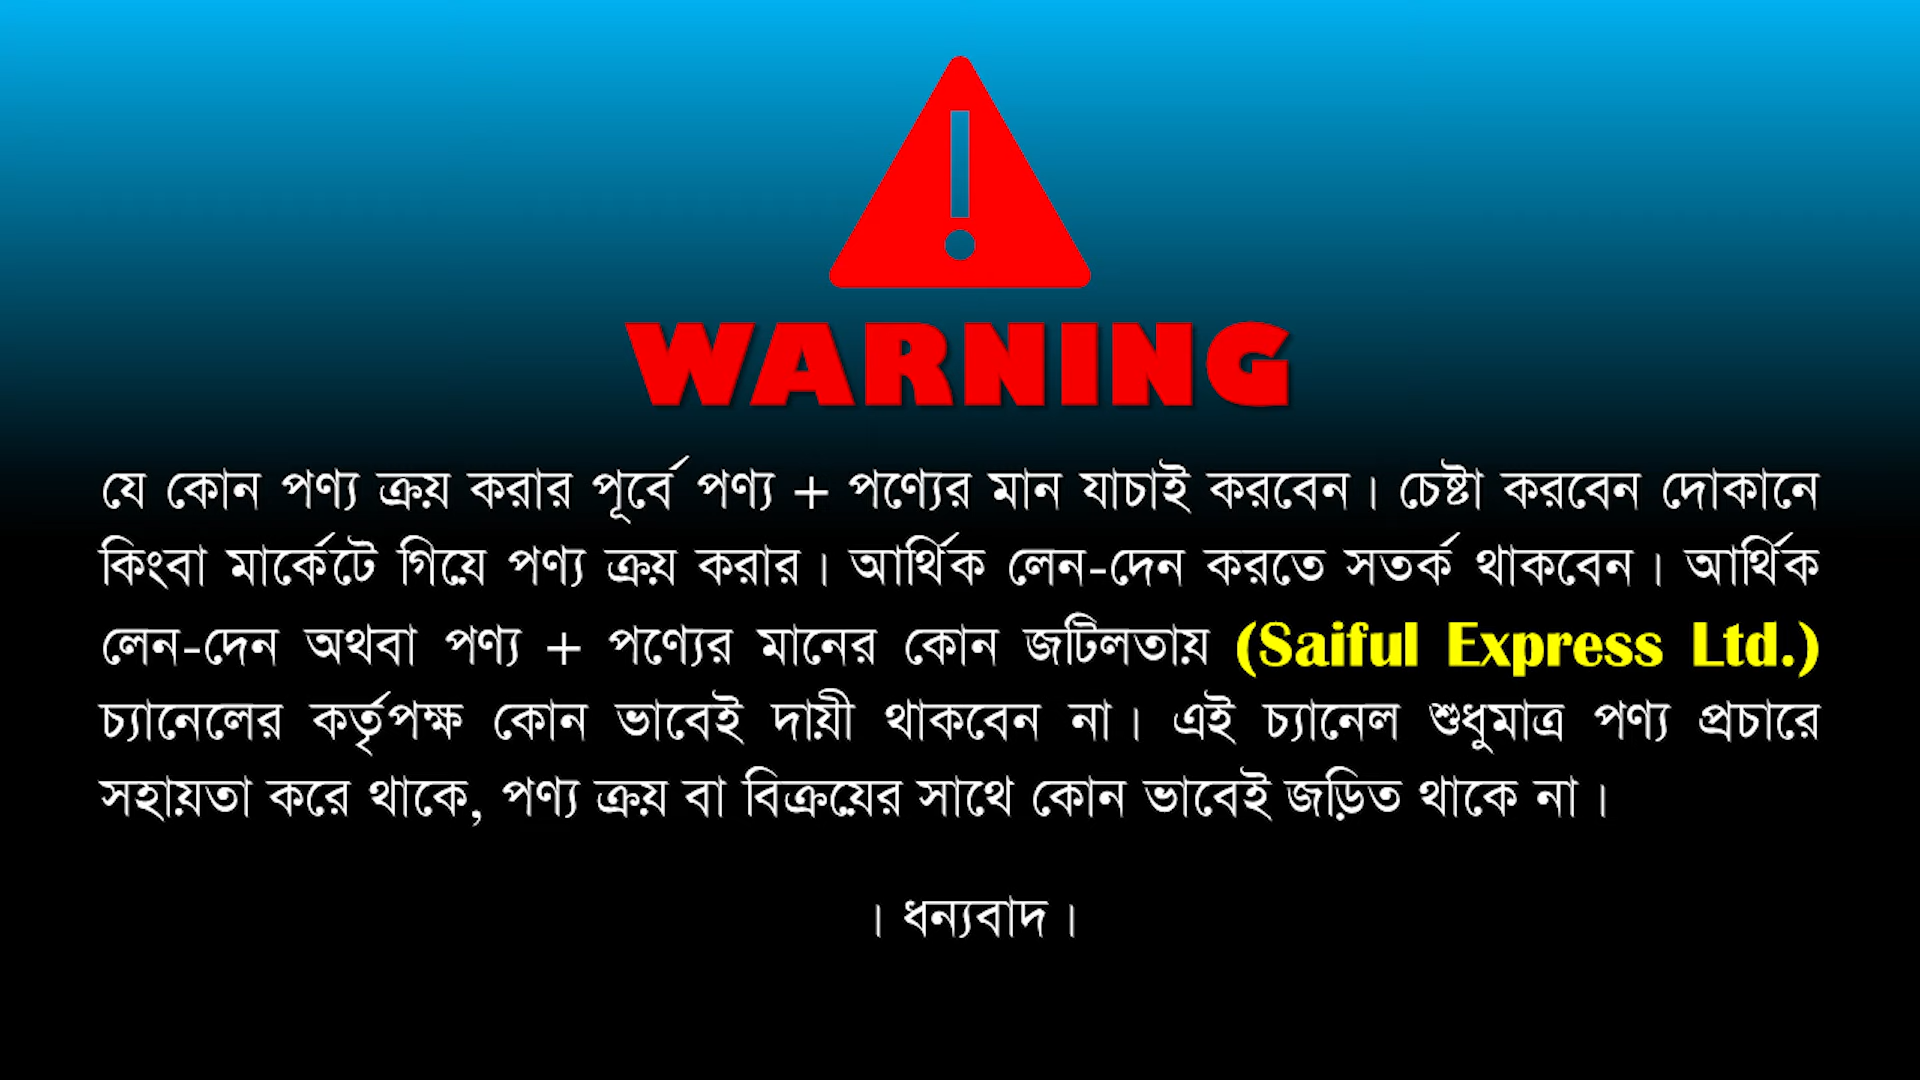 WARNING
যে কোন পণ্য ক্রয় করার পূর্বে পণ্য + পণ্যের মান যাচাই করবেন। চেষ্টা করবেন দোকানে
কিংবা মার্কেটে গিয়ে পণ্য ক্রয় করার। আর্থিক লেন-দেন করতে সতর্ক থাকবেন। আর্থিক
লেন-দেন অথবা পণ্য + পণ্যের মানের কোন জটিলতায় (Saiful Express Ltd.)
চ্যানেলের কর্তৃপক্ষ কোন ভাবেই দায়ী থাকবেন না। এই চ্যানেল শুধুমাত্র পণ্য প্রচারে
সহায়তা করে থাকে, পণ্য ক্রয় বা বিক্রয়ের সাথে কোন ভাবেই জড়িত থাকে না।
। ধন্যবাদ।